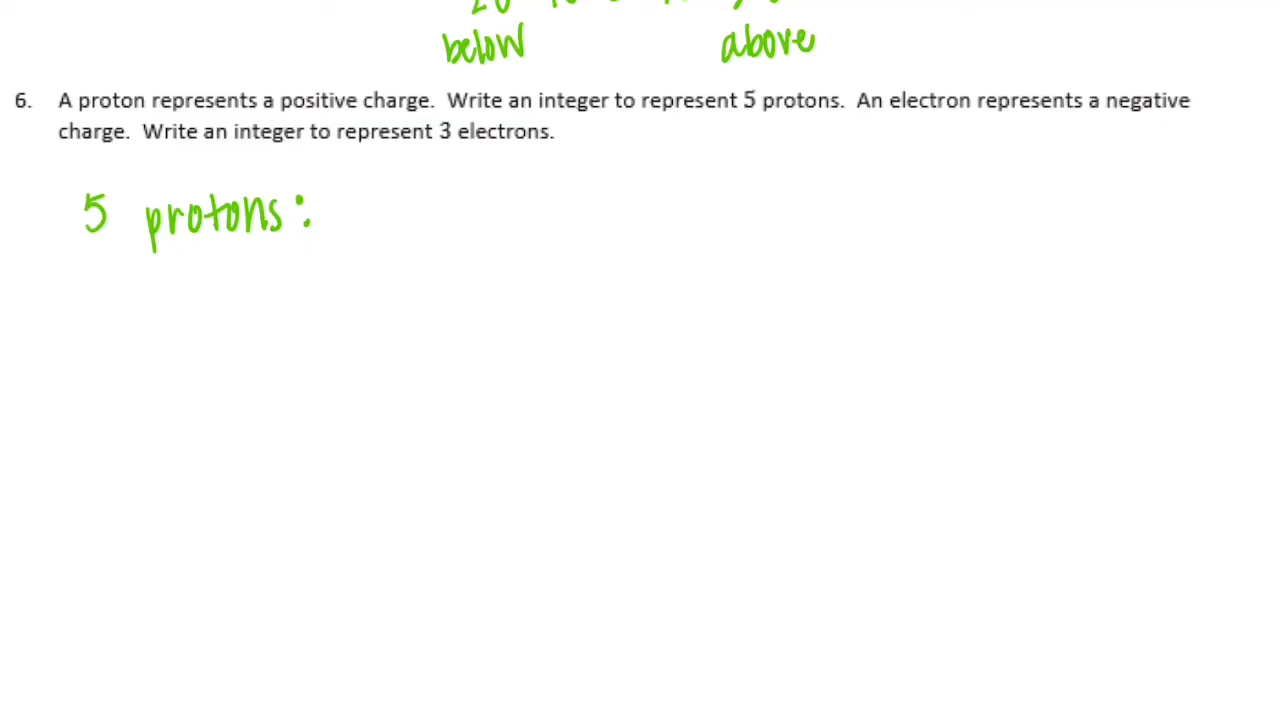 below above
6. A proton represents a positive charge. Write an integer to represent 5 protons. An electron represents a negative
charge. Write an integer to represent 3 electrons.
5 protons: